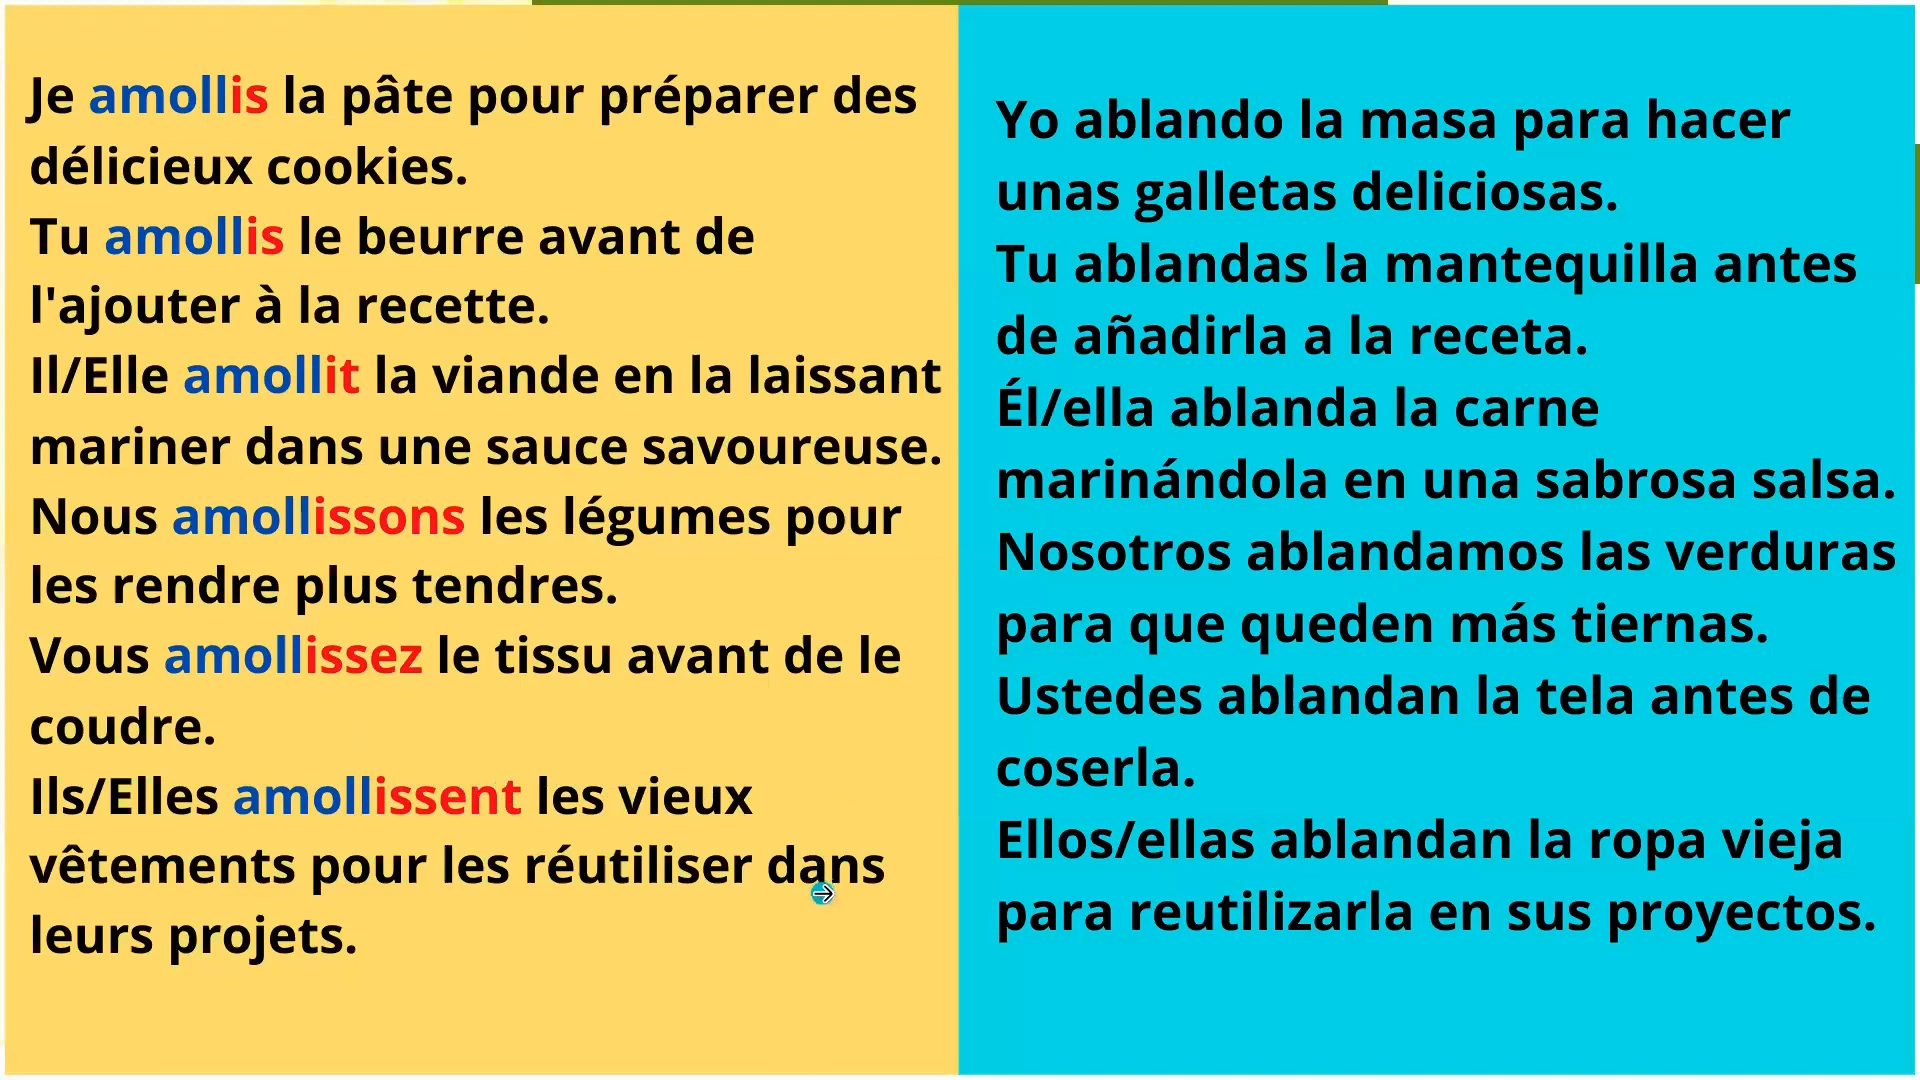 Je amollis la pâte pour préparer des
délicieux cookies.
Tu amollis le beurre avant de
l'ajouter à la recette.
Il/Elle amollit la viande en la laissant
mariner dans une sauce savoureuse.
Nous amollissons les légumes pour
les rendre plus tendres.
Vous amollissez le tissu avant de le
coudre.
Ils/Elles amollissent les vieux
vêtements pour les réutiliser dans
leurs projets.
Yo ablando la masa para hacer
unas galletas deliciosas.
Tu ablandas la mantequilla antes
de añadirla a la receta.
Él/ella ablanda la carne
marinándola en una sabrosa salsa.
Nosotros ablandamos las verduras
para que queden más tiernas.
Ustedes ablandan la tela antes de
coserla.
Ellos/ellas ablandan la ropa vieja
para reutilizarla en sus proyectos.